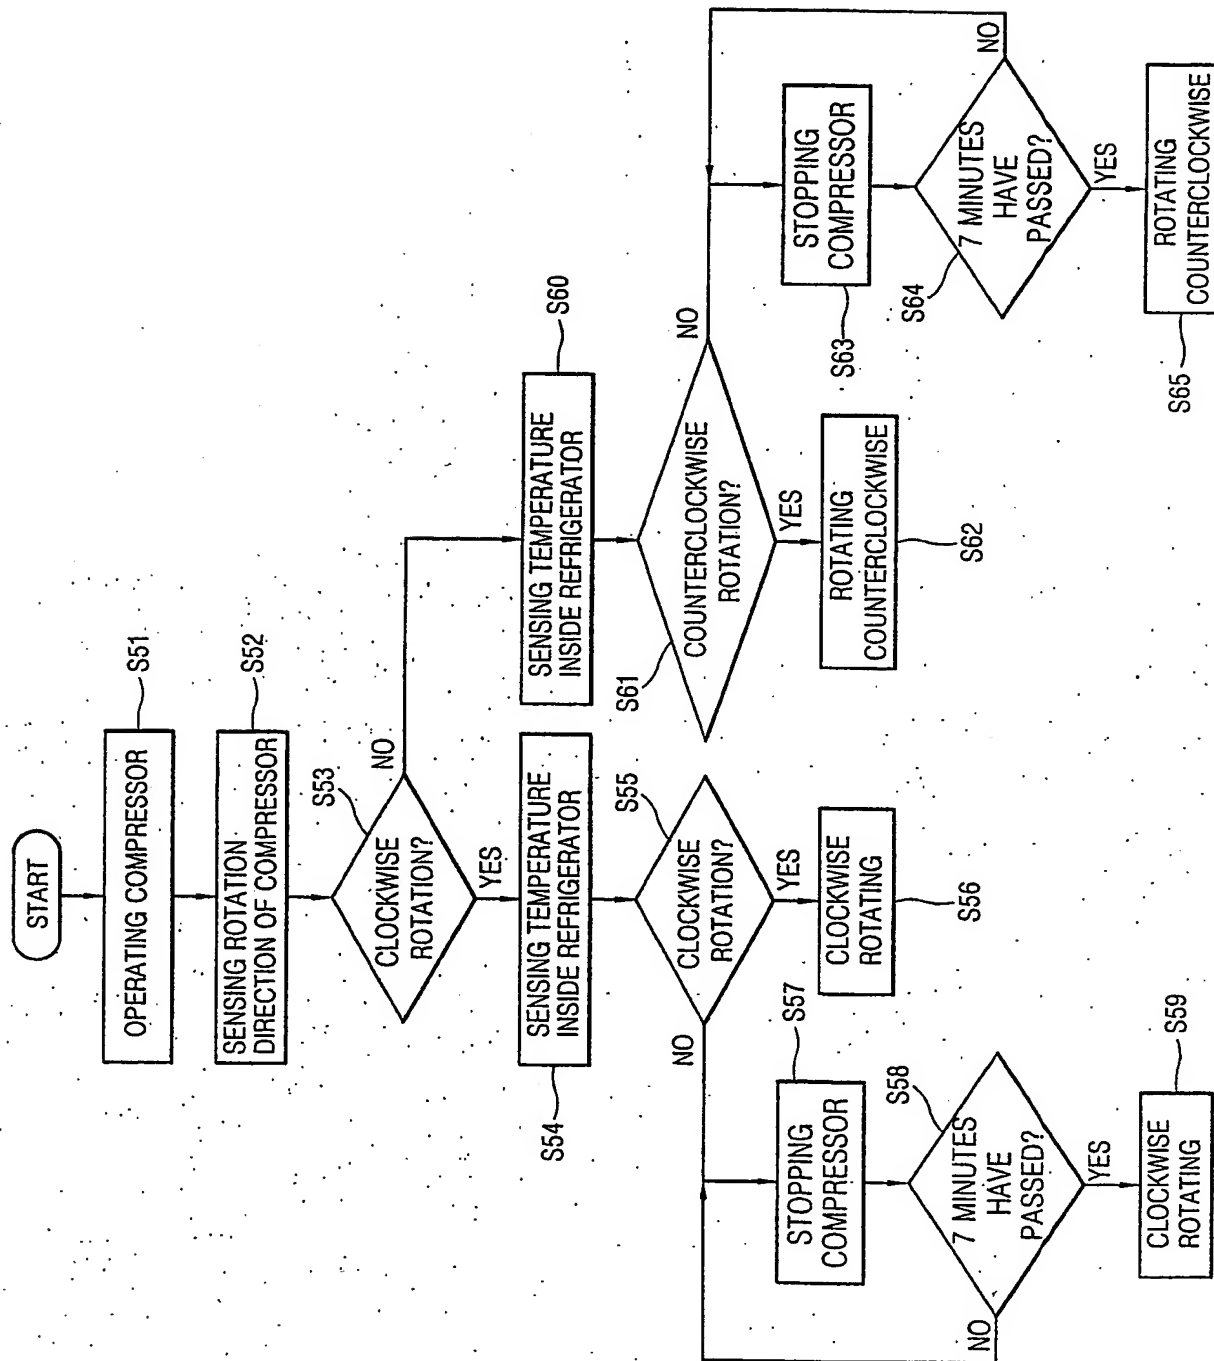 START
OPERATING COMPRESSOR
S51
SENSING ROTATION
DIRECTION OF COMPRESSOR
S52
CLOCKWISE
ROTATION?
S53
NO
YES
SENSING TEMPERATURE
INSIDE REFRIGERATOR
S54
SENSING TEMPERATURE
INSIDE REFRIGERATOR
S60
CLOCKWISE
ROTATION?
S55
NO
YES
CLOCKWISE
ROTATING
S56
STOPPING
COMPRESSOR
S57
7 MINUTES
HAVE
PASSED?
S58
NO
YES
CLOCKWISE
ROTATING
S59
COUNTERCLOCKWISE
ROTATION?
S61
NO
YES
ROTATING
COUNTERCLOCKWISE
S62
STOPPING
COMPRESSOR
S63
7 MINUTES
HAVE
PASSED?
S64
NO
YES
ROTATING
COUNTERCLOCKWISE
S65